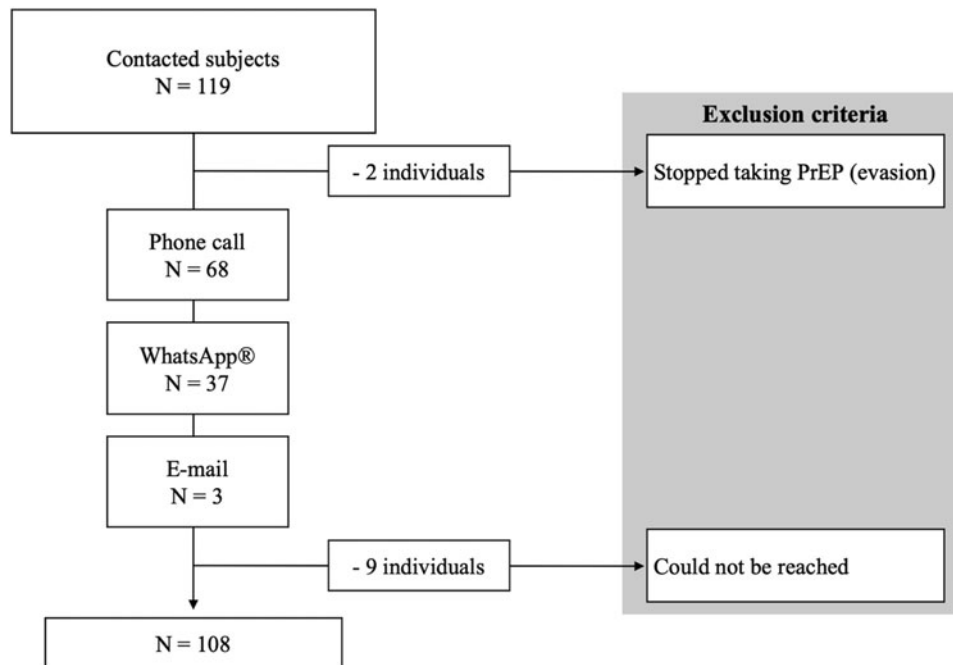 Contacted subjects
N = 119
Exclusion criteria
- 2 individuals
Stopped taking PrEP (evasion)
Phone call
N = 68
WhatsApp®
N = 37
E-mail
N = 3
- 9 individuals
Could not be reached
N = 108